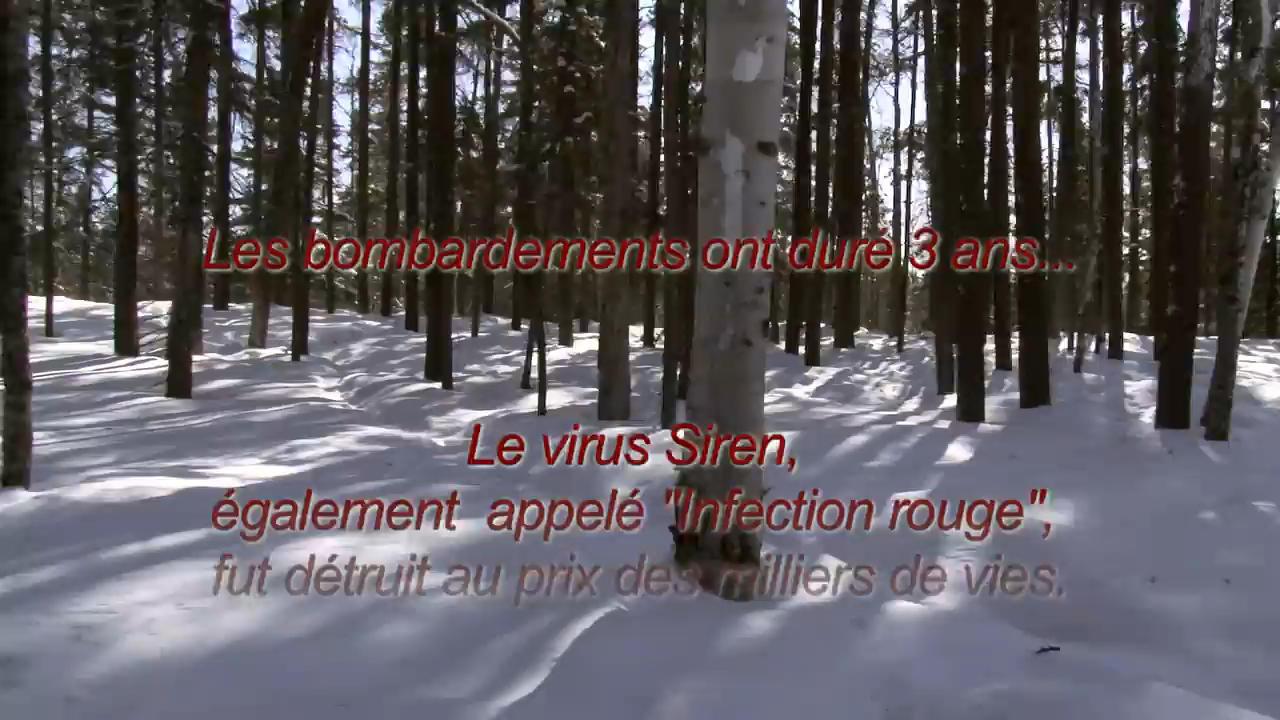 Les bombardements ont duré 3 ans...
Le virus Siren,
également appelé "Infection rouge",
fut détruit au prix des milliers de vies.